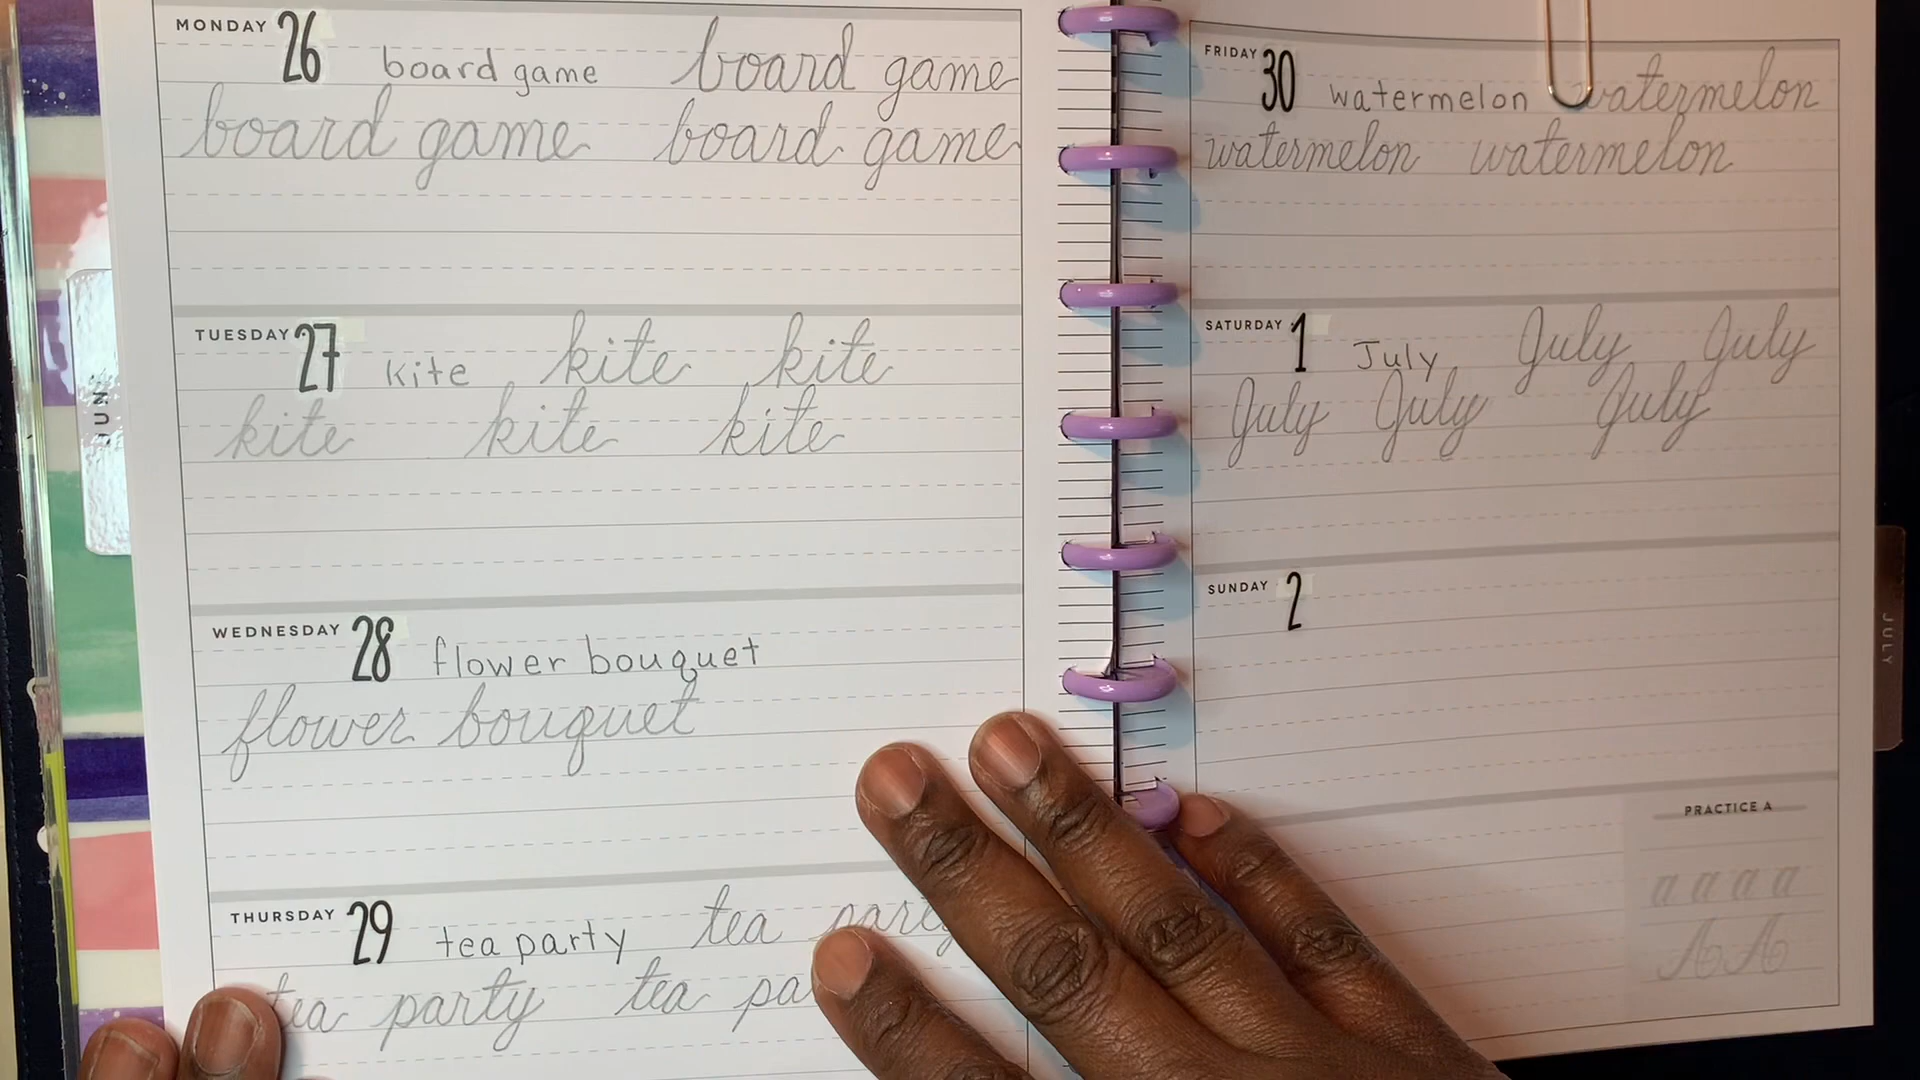 MONDAY 26 board game board game
board game board game
TUESDAY 27 kite kite kite
kite kite kite
WEDNESDAY 28 flower bouquet
flower bouquet
THURSDAY 29 tea party tea party
tea party tea
JUN
FRIDAY 30 watermelon watermelon
watermelon watermelon
SATURDAY 1 July July July
July July July
SUNDAY 2
PRACTICE A
a a a a
A A
JULY